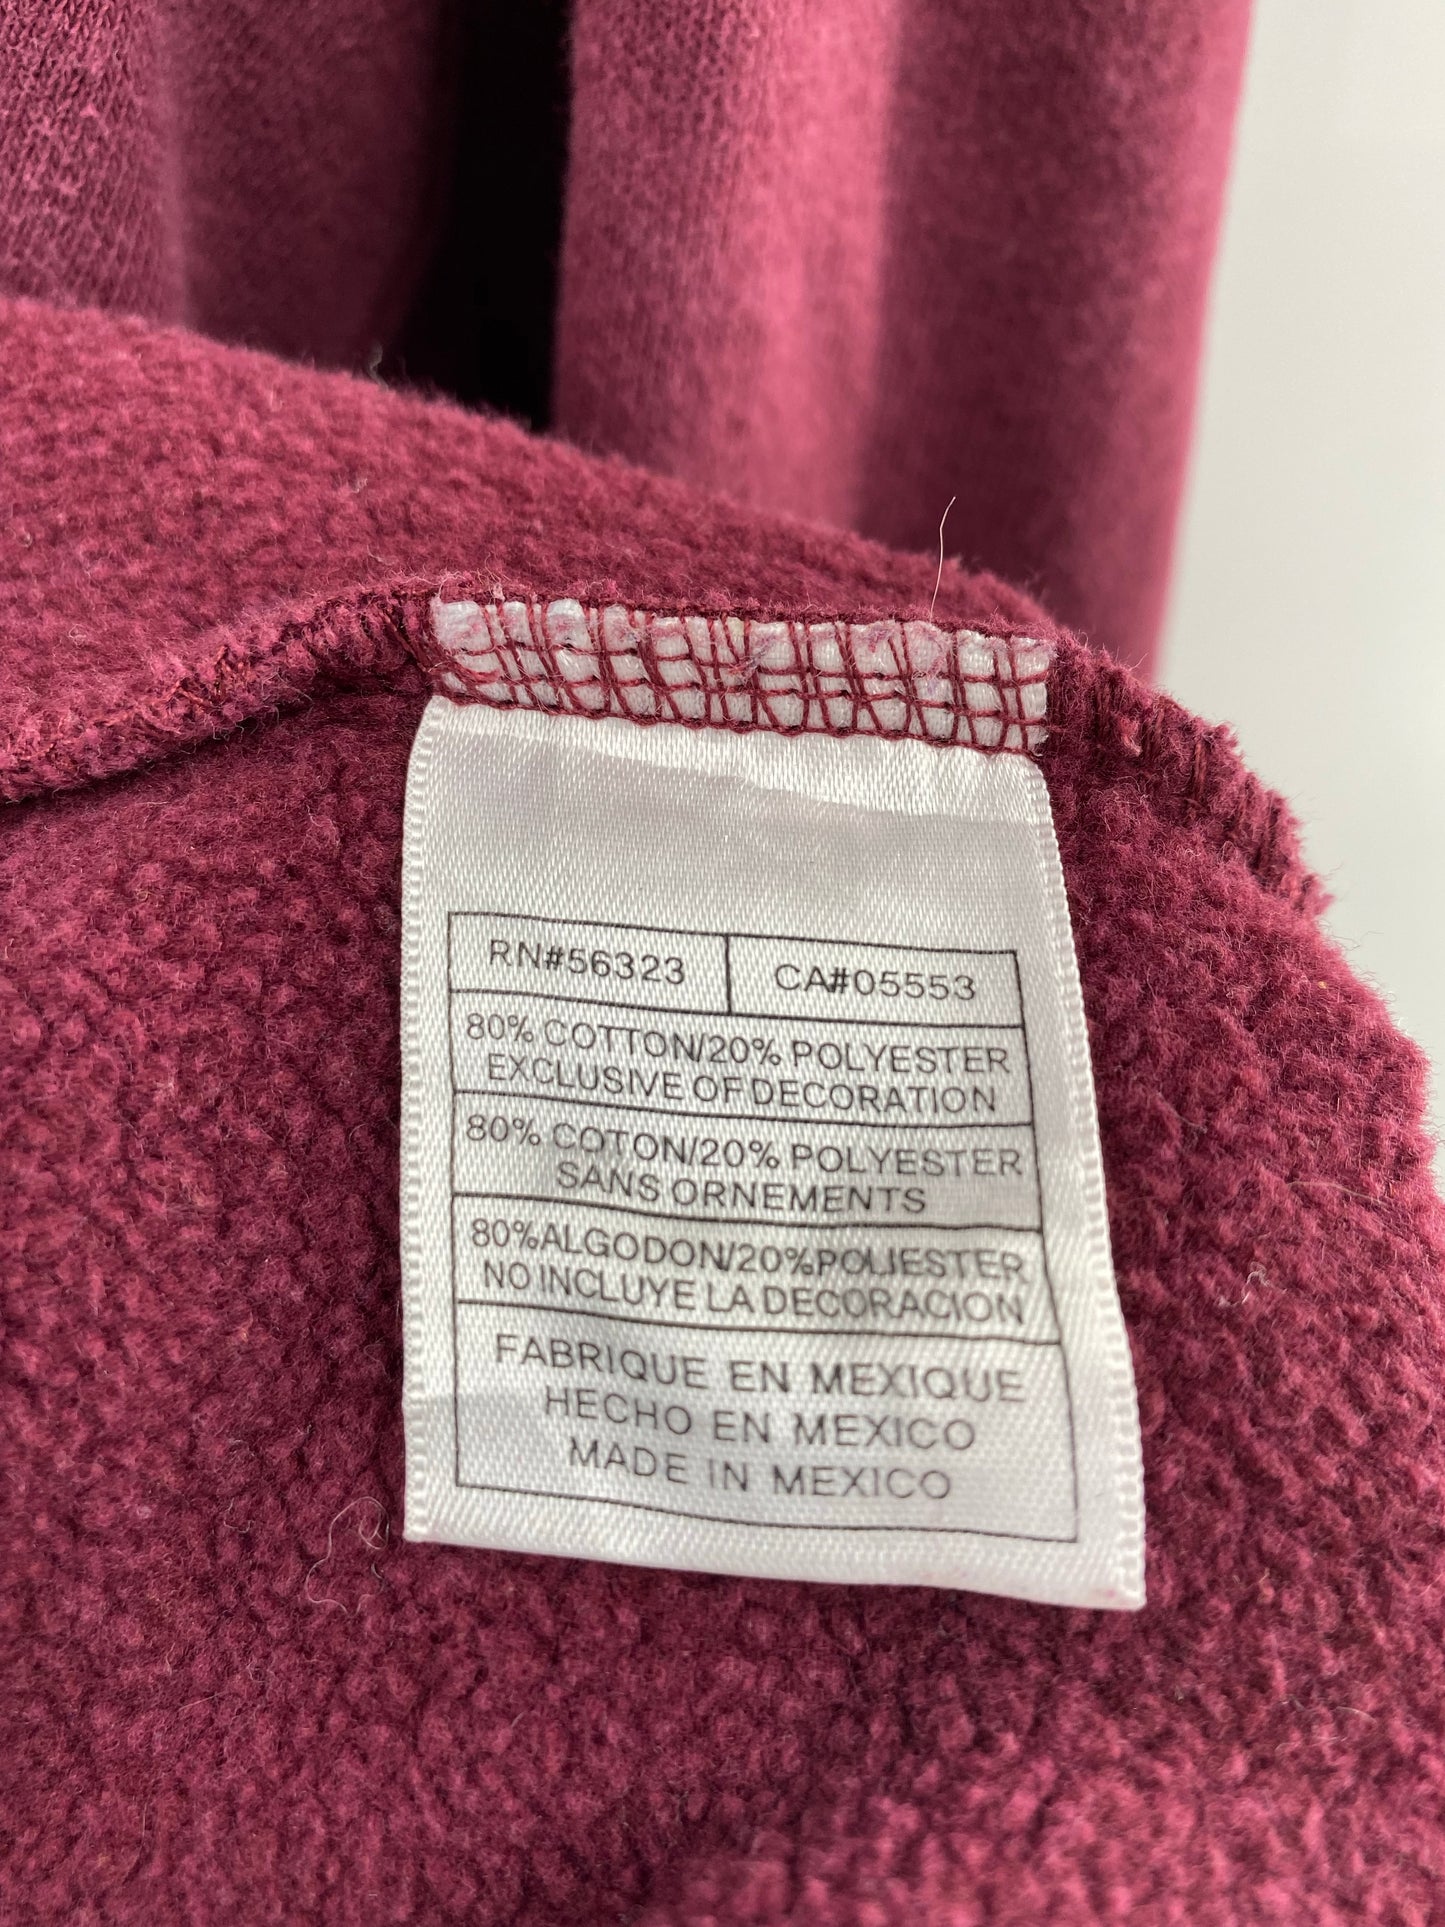 RN#56323 CA#05553
80% COTTON/20% POLYESTER
EXCLUSIVE OF DECORATION
80% COTON/20% POLYESTER
SANS ORNEMENTS
80%ALGODON/20%POLIESTER
NO INCLUYE LA DECORACION
FABRIQUE EN MEXIQUE
HECHO EN MEXICO
MADE IN MEXICO